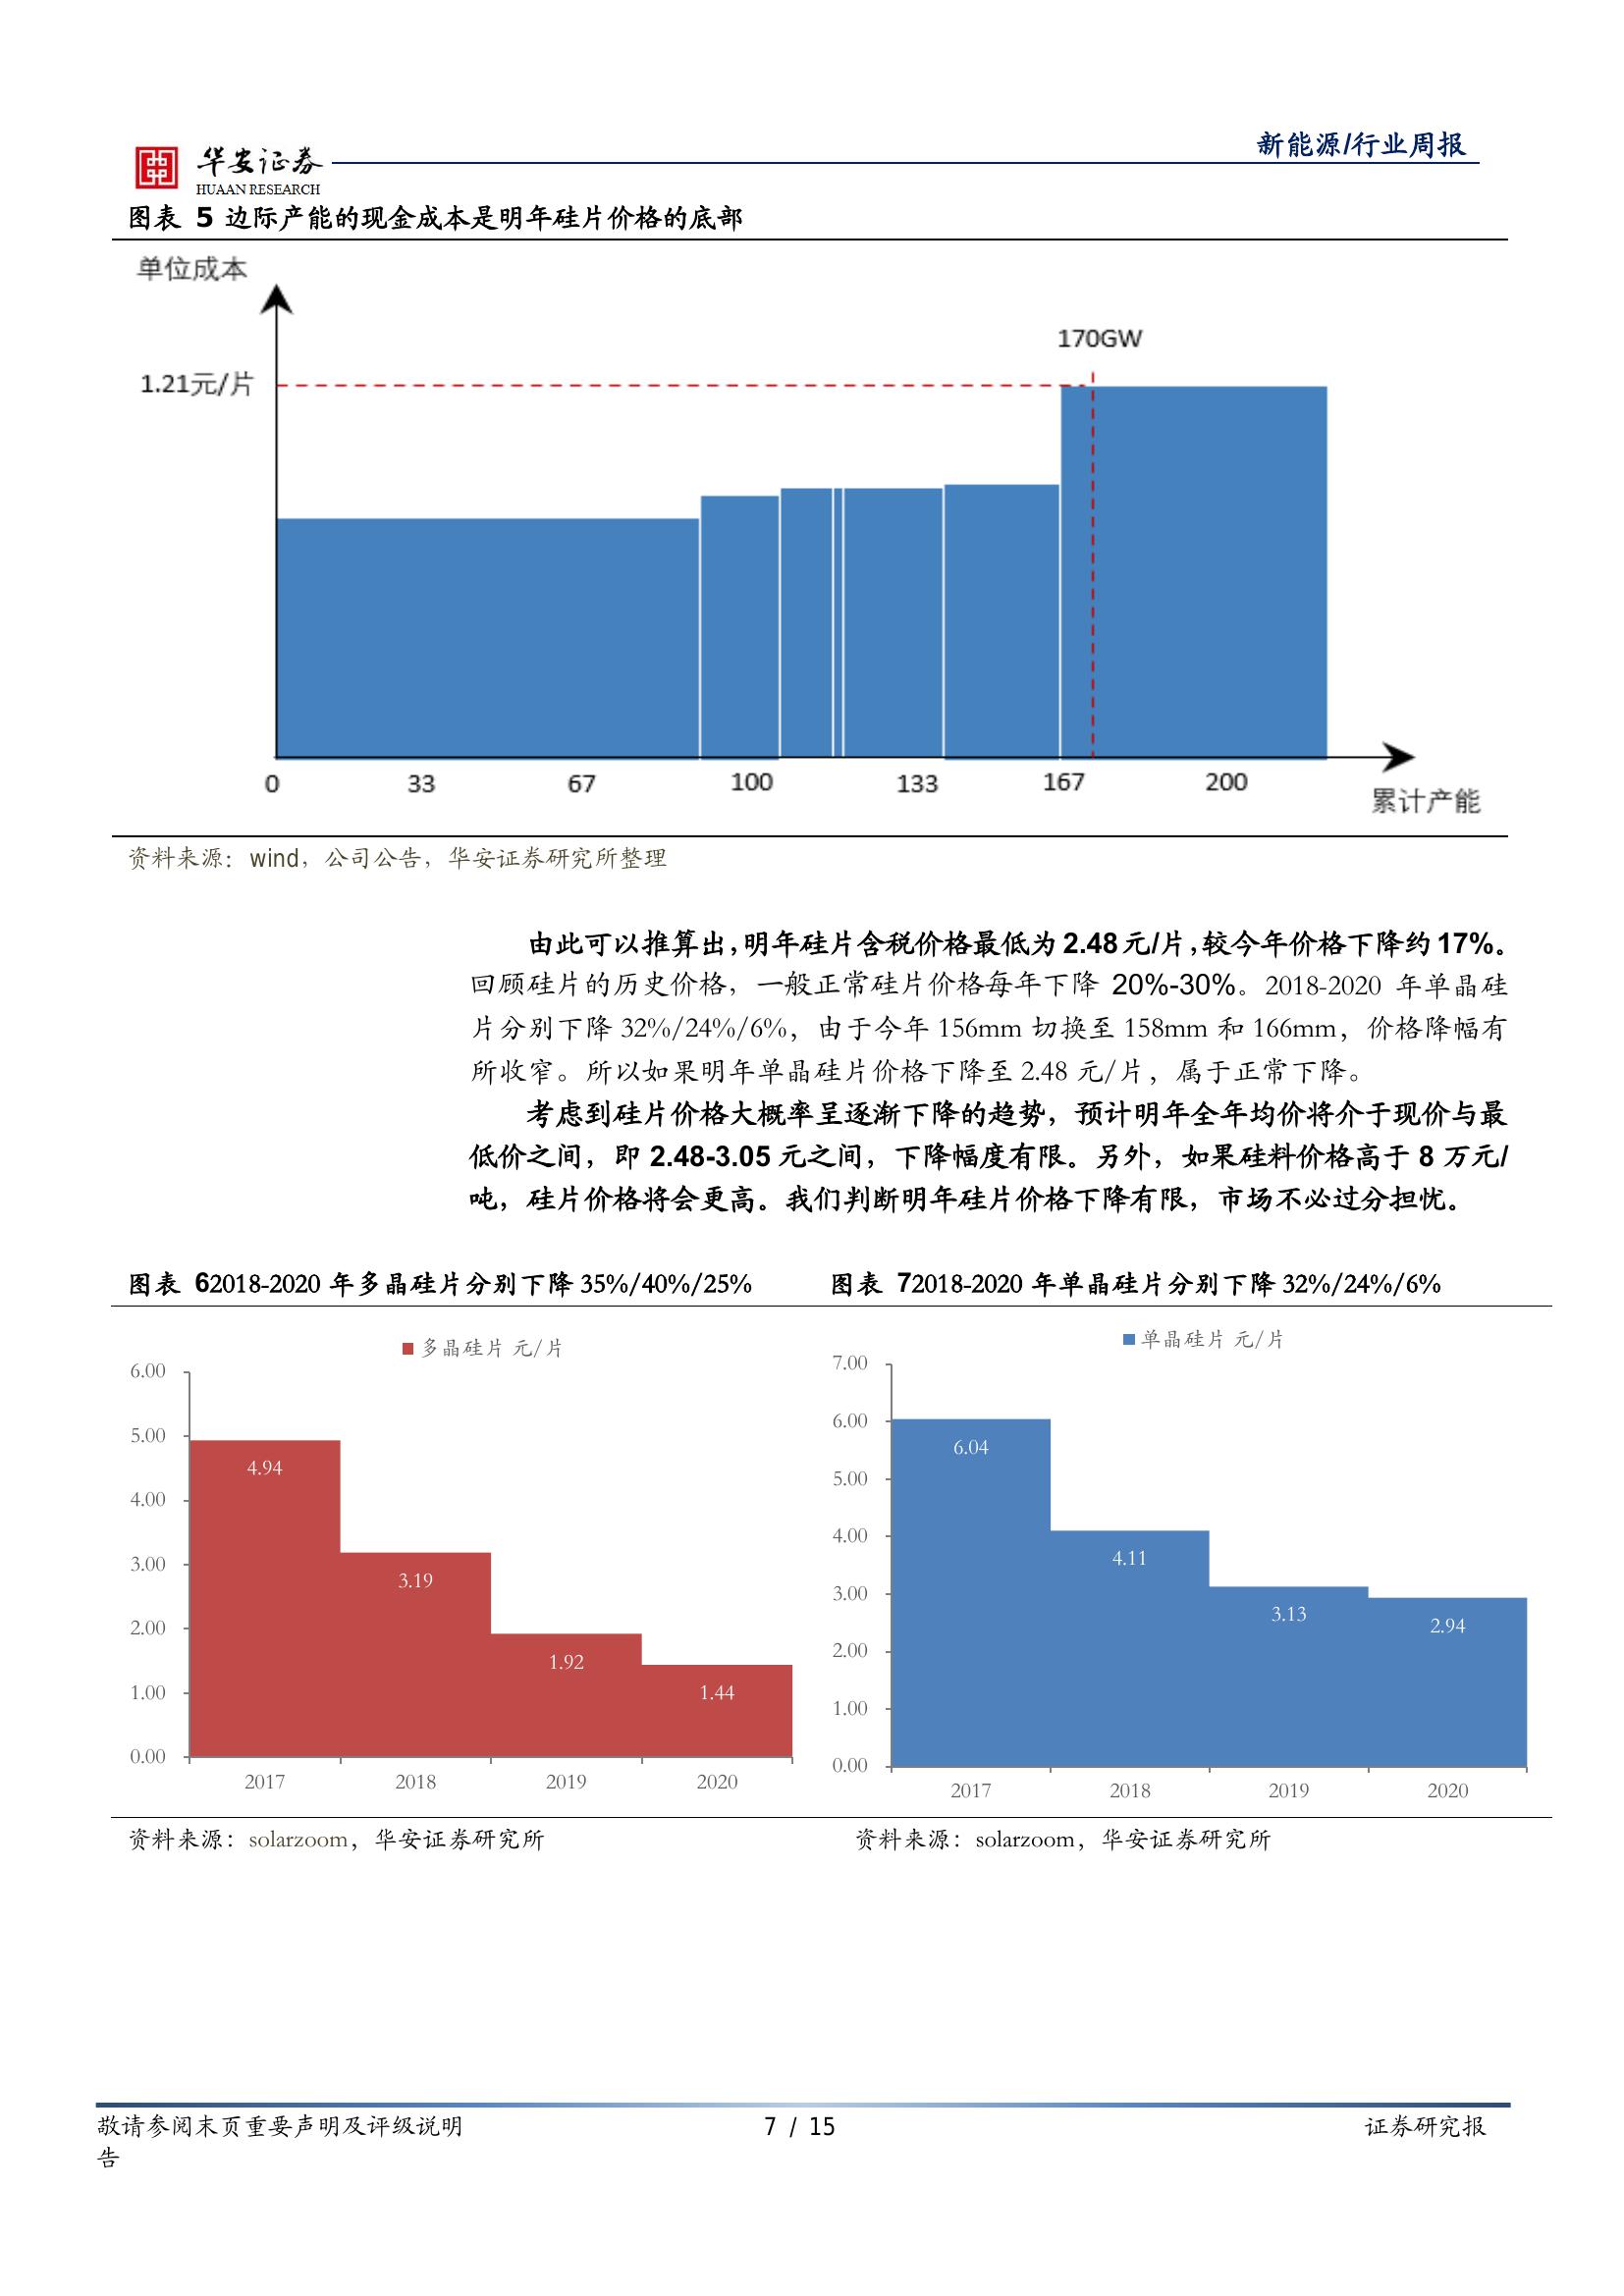 新能源/行业周报
华安证券
HUAAN RESEARCH
图表 5 边际产能的现金成本是明年硅片价格的底部
单位成本
170GW
1.21元/片
0 33 67 100 133 167 200
累计产能
资料来源：wind，公司公告，华安证券研究所整理
由此可以推算出，明年硅片含税价格最低为 2.48 元/片，较今年价格下降约 17%。
回顾硅片的历史价格，一般正常硅片价格每年下降 20%-30%。2018-2020 年单晶硅
片分别下降 32%/24%/6%，由于今年 156mm 切换至 158mm 和 166mm，价格降幅有
所收窄。所以如果明年单晶硅片价格下降至 2.48 元/片，属于正常下降。
考虑到硅片价格大概率呈逐渐下降的趋势，预计明年全年均价将介于现价与最
低价之间，即 2.48-3.05 元之间，下降幅度有限。另外，如果硅料价格高于 8 万元/
吨，硅片价格将会更高。我们判断明年硅片价格下降有限，市场不必过分担忧。
图表 62018-2020 年多晶硅片分别下降 35%/40%/25%
多晶硅片 元/片
6.00
5.00
4.00
3.00
2.00
1.00
0.00
4.94
3.19
1.92
1.44
2017 2018 2019 2020
资料来源：solarzoom，华安证券研究所
图表 72018-2020 年单晶硅片分别下降 32%/24%/6%
单晶硅片 元/片
7.00
6.00
5.00
4.00
3.00
2.00
1.00
0.00
6.04
4.11
3.13
2.94
2017 2018 2019 2020
资料来源：solarzoom，华安证券研究所
敬请参阅末页重要声明及评级说明 7 / 15 证券研究报
告